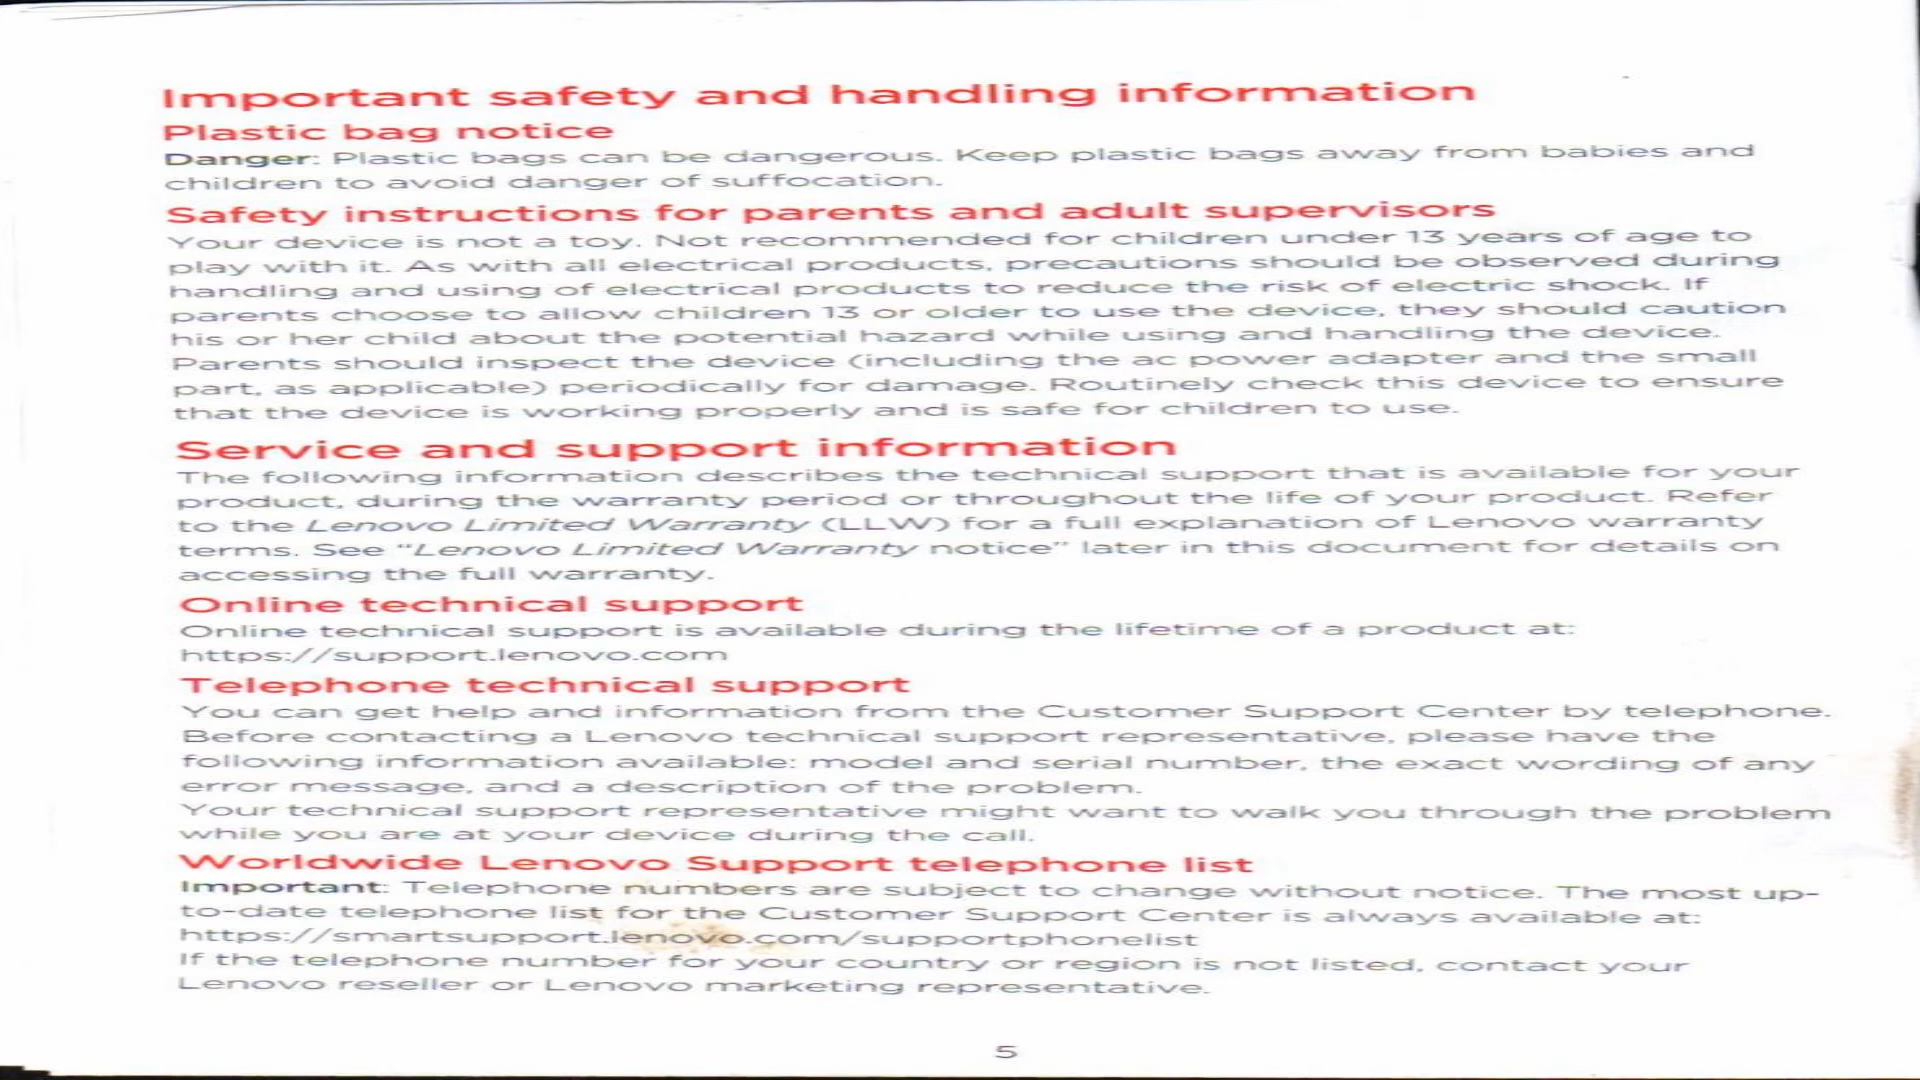 Important safety and handling information
Plastic bag notice
Danger: Plastic bags can be dangerous. Keep plastic bags away from babies and
children to avoid danger of suffocation.
Safety instructions for parents and adult supervisors
Your device is not a toy. Not recommended for children under 13 years of age to
play with it. As with all electrical products, precautions should be observed during
handling and using of electrical products to reduce the risk of electric shock. If
parents choose to allow children 13 or older to use the device, they should caution
his or her child about the potential hazard while using and handling the device.
Parents should inspect the device (including the ac power adapter and the small
part, as applicable) periodically for damage. Routinely check this device to ensure
that the device is working properly and is safe for children to use.
Service and support information
The following information describes the technical support that is available for your
product, during the warranty period or throughout the life of your product. Refer
to the Lenovo Limited Warranty (LLW) for a full explanation of Lenovo warranty
terms. See “Lenovo Limited Warranty notice” later in this document for details on
accessing the full warranty.
Online technical support
Online technical support is available during the lifetime of a product at:
https://support.lenovo.com
Telephone technical support
You can get help and information from the Customer Support Center by telephone.
Before contacting a Lenovo technical support representative, please have the
following information available: model and serial number, the exact wording of any
error message, and a description of the problem.
Your technical support representative might want to walk you through the problem
while you are at your device during the call.
Worldwide Lenovo Support telephone list
Important: Telephone numbers are subject to change without notice. The most up-
to-date telephone list for the Customer Support Center is always available at:
https://smartsupport.lenovo.com/supportphonelist
If the telephone number for your country or region is not listed, contact your
Lenovo reseller or Lenovo marketing representative.
5